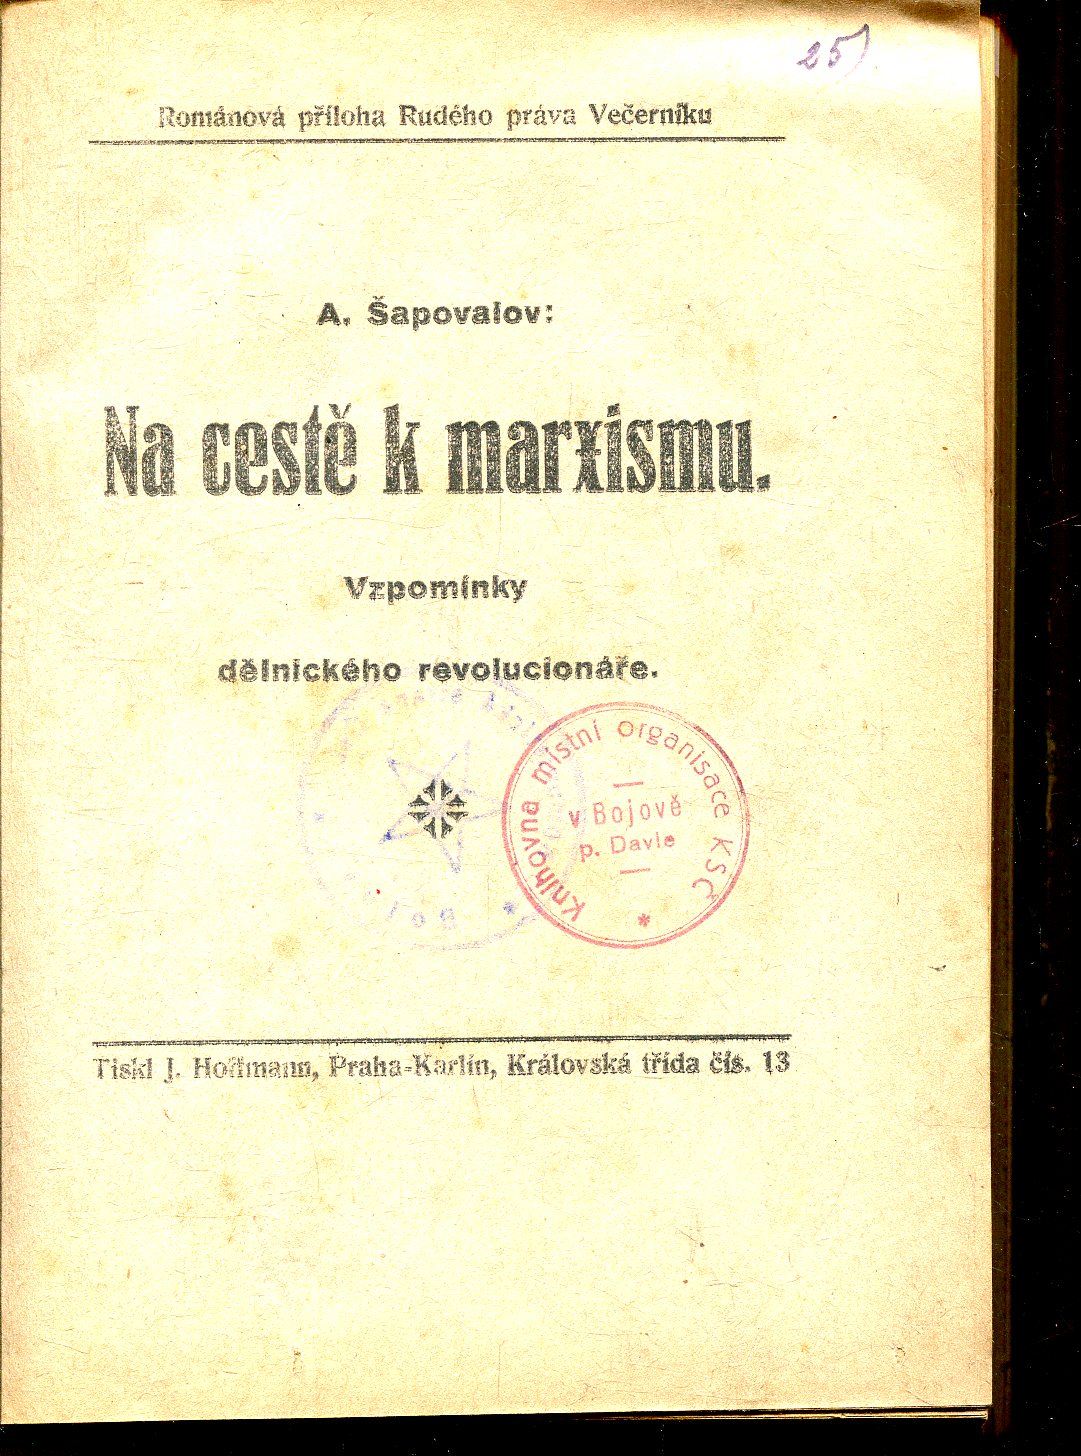 25)
Románová příloha Rudého práva Večerníku
A. Šapovalov:
Na cestě k marxismu.
Vzpomínky
dělnického revolucionáře.
Knihovna místní organisace KSČ
v Bojově
p. Davle
*
Tiskl J. Hoffmann, Praha-Karlín, Královská třída čís. 13